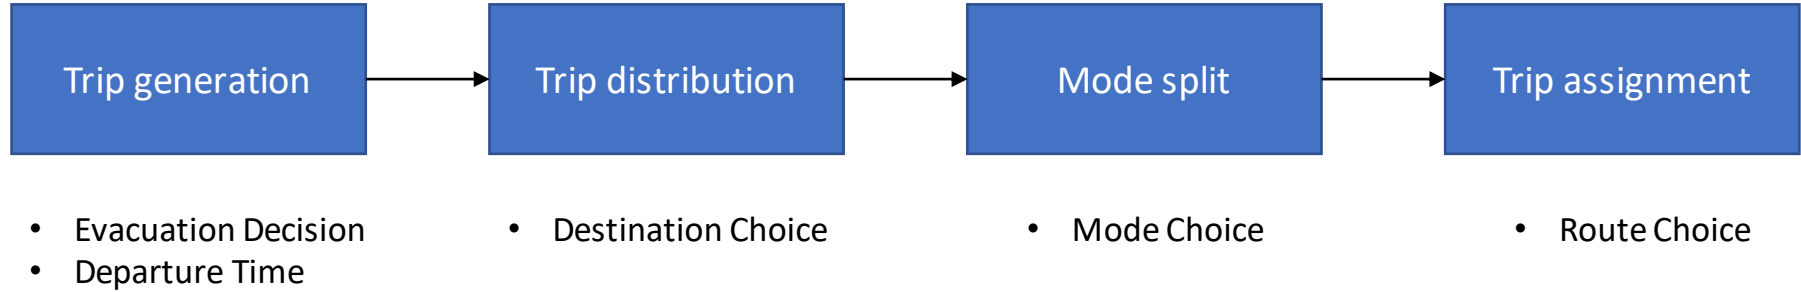 Trip generation
Trip distribution
Mode split
Trip assignment
• Evacuation Decision
• Departure Time
• Destination Choice
• Mode Choice
• Route Choice